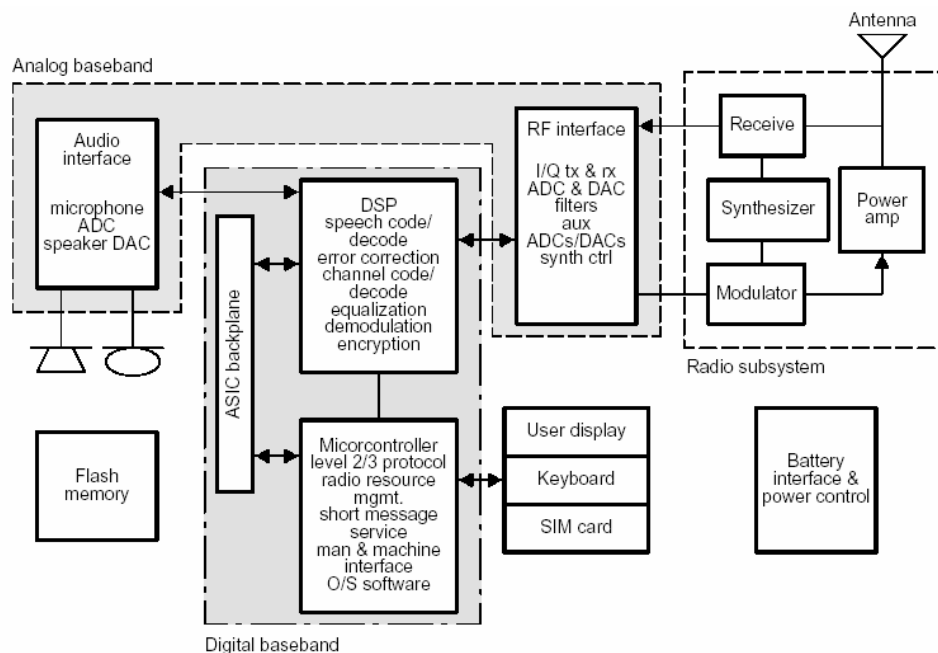 Antenna
Analog baseband
Audio
interface
microphone
ADC
speaker DAC
RF interface
I/Q tx & rx
ADC & DAC
filters
aux
ADCs/DACs
synth ctrl
Receive
Synthesizer
Power
amp
Modulator
Radio subsystem
DSP
speech code/
decode
error correction
channel code/
decode
equalization
demodulation
encryption
ASIC backplane
Flash
memory
Micorcontroller
level 2/3 protocol
radio resource
mgmt.
short message
service
man & machine
interface
O/S software
User display
Keyboard
SIM card
Battery
interface &
power control
Digital baseband